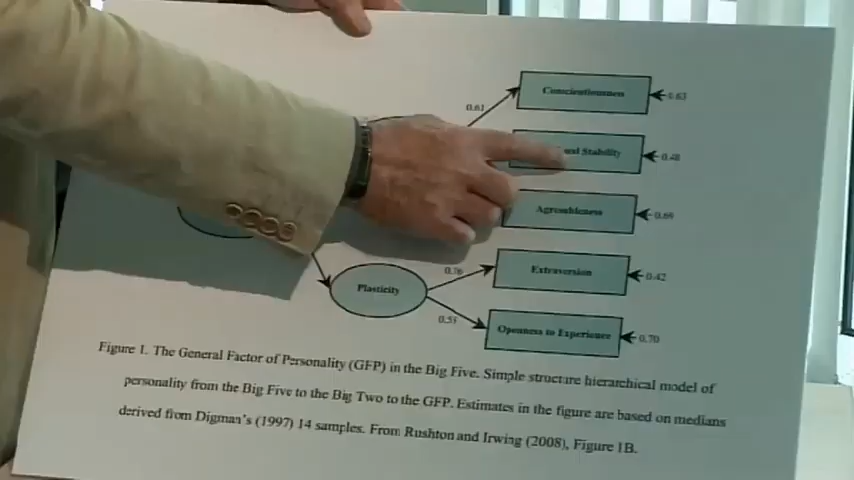 Conscientiousness
0.61
0.63
Stability
0.48
Agreeableness
0.69
Extraversion
0.76
0.42
Plasticity
0.53
Openness to Experience
0.70
Figure 1. The General Factor of Personality (GFP) in the Big Five. Simple structure hierarchical model of
personality from the Big Five to the Big Two to the GFP. Estimates in the figure are based on medians
derived from Digman's (1997) 14 samples. From Rushton and Irwing (2008), Figure 1B.